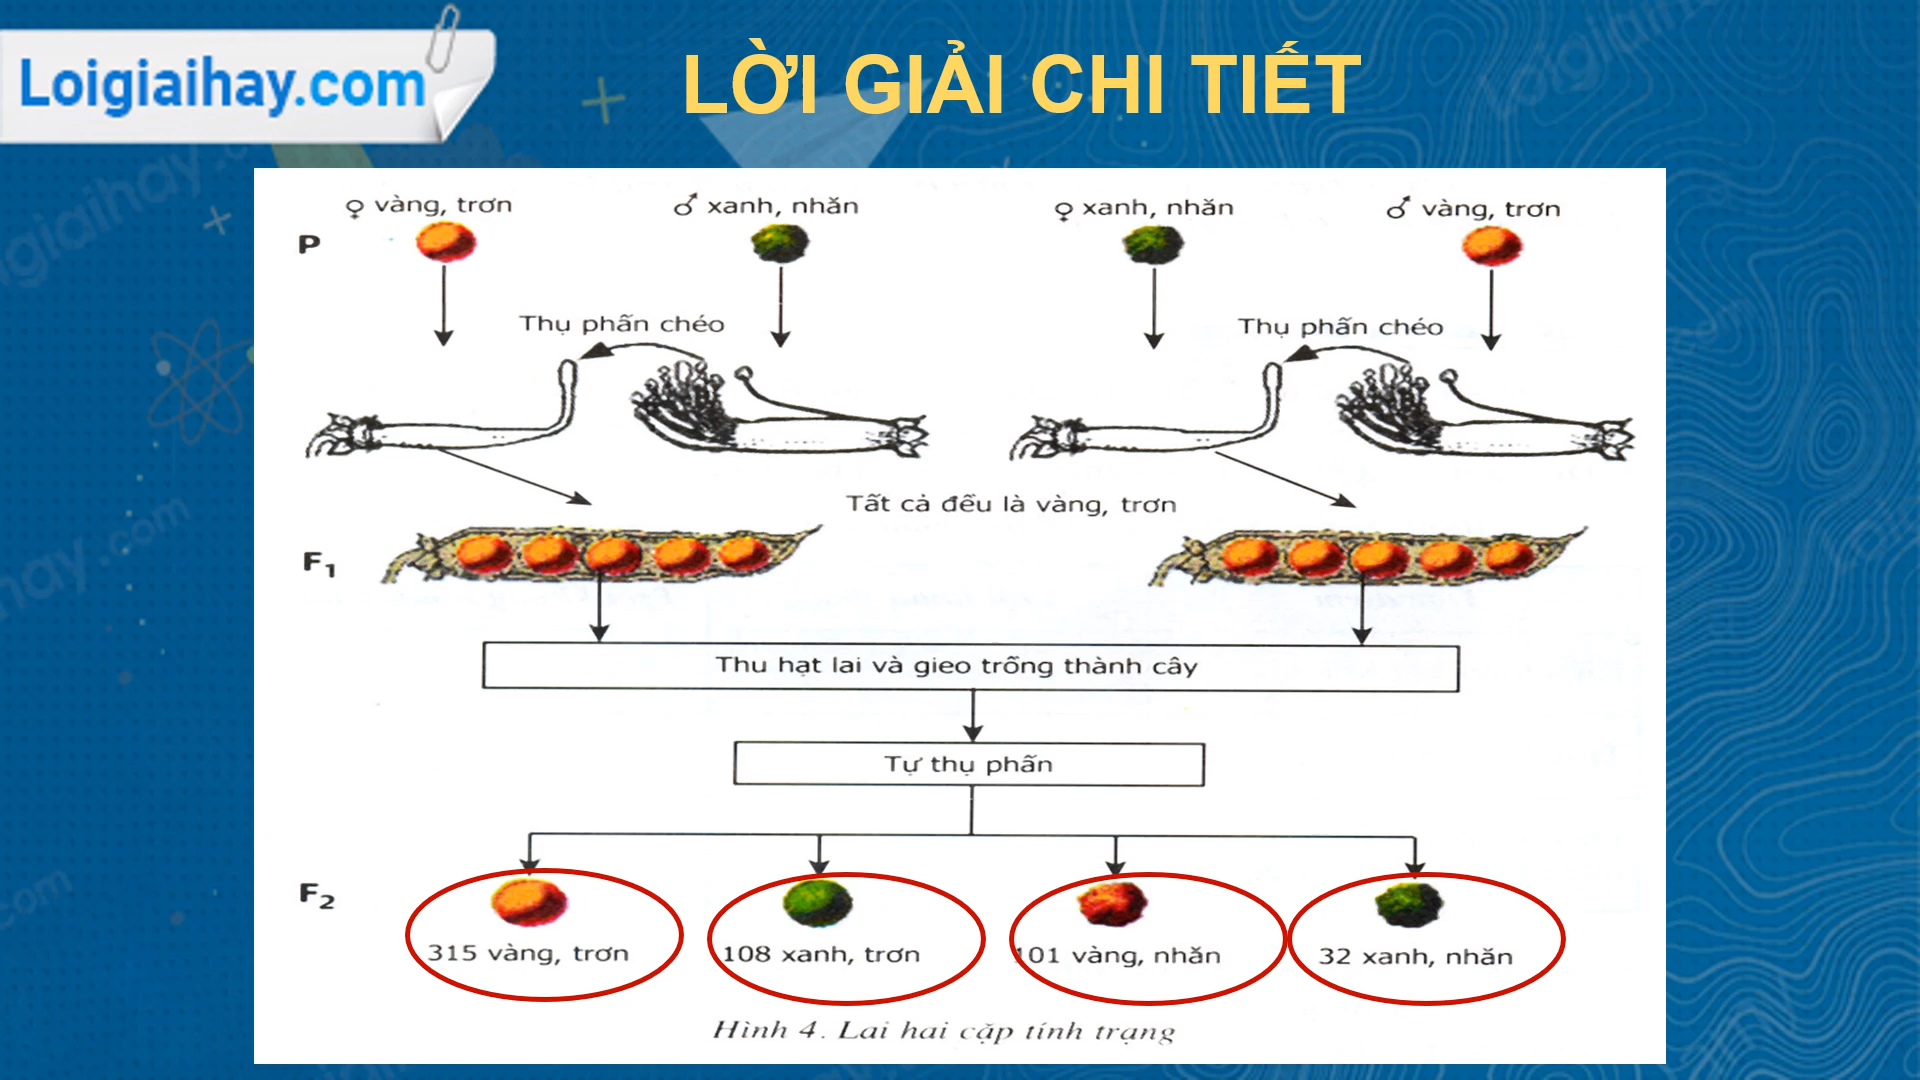 Loigiaihay.com
LỜI GIẢI CHI TIẾT
♀ vàng, trơn
♂ xanh, nhăn
♀ xanh, nhăn
♂ vàng, trơn
P
Thụ phấn chéo
Thụ phấn chéo
Tất cả đều là vàng, trơn
F1
Thu hạt lai và gieo trồng thành cây
Tự thụ phấn
F2
315 vàng, trơn
108 xanh, trơn
101 vàng, nhăn
32 xanh, nhăn
Hình 4. Lai hai cặp tính trạng